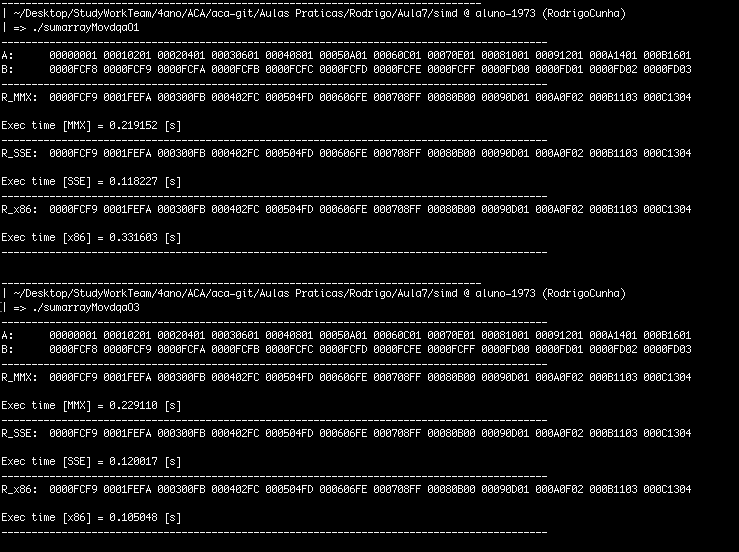 --------------------------------------------------------------------------------
| ~/Desktop/StudyWorkTeam/4ano/ACA/aca-git/Aulas Praticas/Rodrigo/Aula7/simd @ aluno-1973 (RodrigoCunha)
| => ./sumarrayMovdqaO1
-------------------------------------------------------------------------------------------
A: 00000001 00010201 00020401 00030601 00040801 00050A01 00060C01 00070E01 00081001 00091201 000A1401 000B1601
B: 0000FCF8 0000FCF9 0000FCFA 0000FCFB 0000FCFC 0000FCFD 0000FCFE 0000FCFF 0000FD00 0000FD01 0000FD02 0000FD03
-------------------------------------------------------------------------------------------
R_MMX: 0000FCF9 0001FEFA 000300FB 000402FC 000504FD 000606FE 000708FF 00080B00 00090D01 000A0F02 000B1103 000C1304
Exec time [MMX] = 0.219152 [s]
-------------------------------------------------------------------------------------------
R_SSE: 0000FCF9 0001FEFA 000300FB 000402FC 000504FD 000606FE 000708FF 00080B00 00090D01 000A0F02 000B1103 000C1304
Exec time [SSE] = 0.118227 [s]
-------------------------------------------------------------------------------------------
R_x86: 0000FCF9 0001FEFA 000300FB 000402FC 000504FD 000606FE 000708FF 00080B00 00090D01 000A0F02 000B1103 000C1304
Exec time [x86] = 0.331603 [s]
-------------------------------------------------------------------------------------------
--------------------------------------------------------------------------------
| ~/Desktop/StudyWorkTeam/4ano/ACA/aca-git/Aulas Praticas/Rodrigo/Aula7/simd @ aluno-1973 (RodrigoCunha)
| => ./sumarrayMovdqaO3
-------------------------------------------------------------------------------------------
A: 00000001 00010201 00020401 00030601 00040801 00050A01 00060C01 00070E01 00081001 00091201 000A1401 000B1601
B: 0000FCF8 0000FCF9 0000FCFA 0000FCFB 0000FCFC 0000FCFD 0000FCFE 0000FCFF 0000FD00 0000FD01 0000FD02 0000FD03
-------------------------------------------------------------------------------------------
R_MMX: 0000FCF9 0001FEFA 000300FB 000402FC 000504FD 000606FE 000708FF 00080B00 00090D01 000A0F02 000B1103 000C1304
Exec time [MMX] = 0.229110 [s]
-------------------------------------------------------------------------------------------
R_SSE: 0000FCF9 0001FEFA 000300FB 000402FC 000504FD 000606FE 000708FF 00080B00 00090D01 000A0F02 000B1103 000C1304
Exec time [SSE] = 0.120017 [s]
-------------------------------------------------------------------------------------------
R_x86: 0000FCF9 0001FEFA 000300FB 000402FC 000504FD 000606FE 000708FF 00080B00 00090D01 000A0F02 000B1103 000C1304
Exec time [x86] = 0.105048 [s]
-------------------------------------------------------------------------------------------